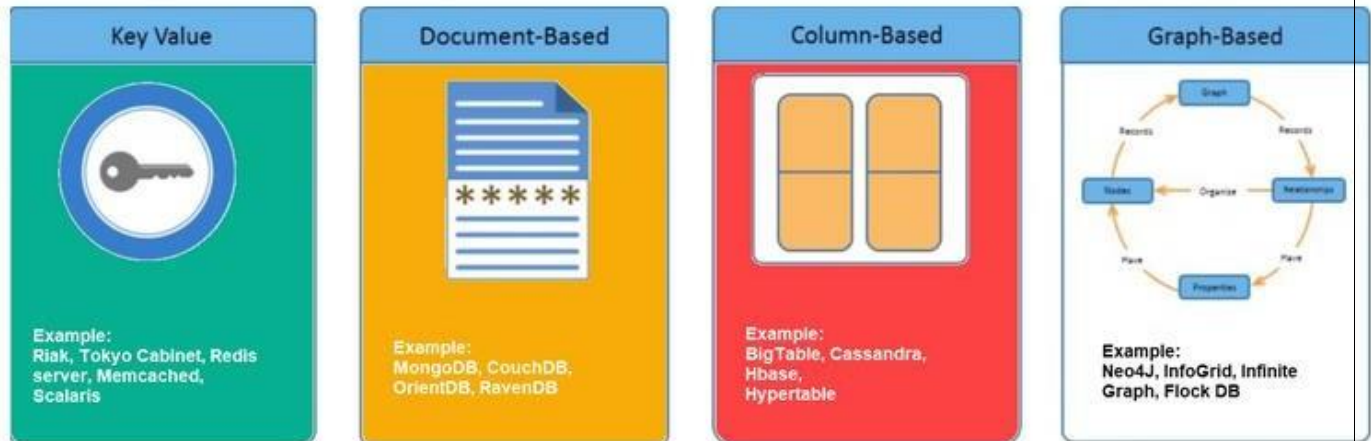 Key Value
Example:
Riak, Tokyo Cabinet, Redis
server, Memcached,
Scalaris
Document-Based
*****
Example:
MongoDB, CouchDB,
OrientDB, RavenDB
Column-Based
Example:
BigTable, Cassandra,
Hbase,
Hypertable
Graph-Based
Graph
Records
Records
Nodes
Organise
Relationships
Have
Have
Properties
Example:
Neo4J, InfoGrid, Infinite
Graph, Flock DB